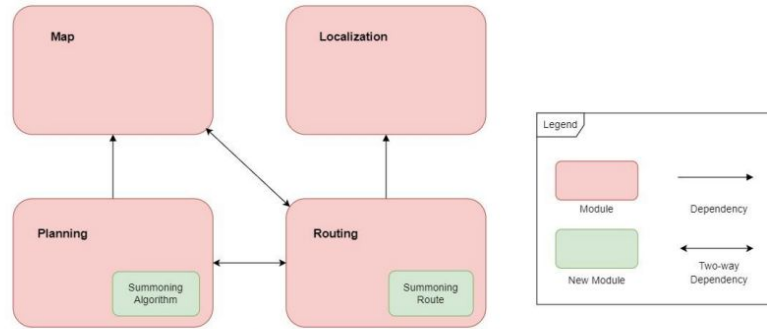 Map
Localization
Legend
Module
Dependency
Planning
Routing
Summoning
Algorithm
Summoning
Route
New Module
Two-way
Dependency